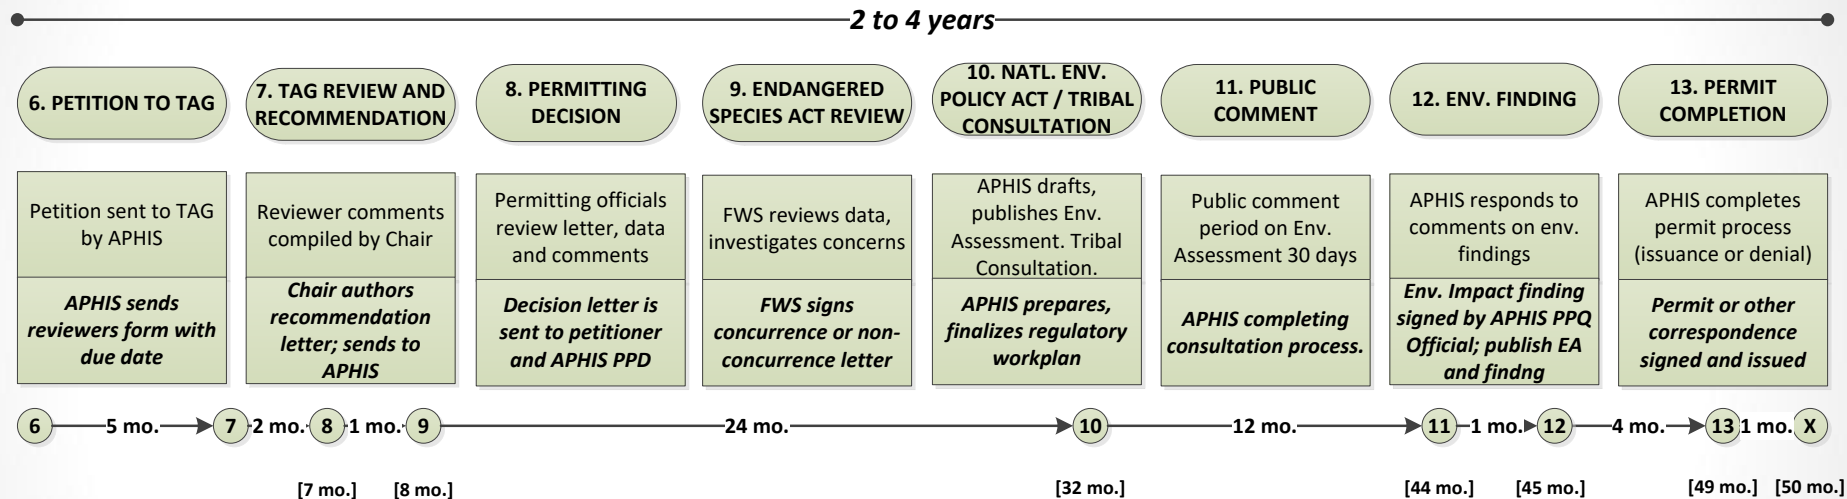 2 to 4 years
6. PETITION TO TAG
7. TAG REVIEW AND
RECOMMENDATION
8. PERMITTING
DECISION
9. ENDANGERED
SPECIES ACT REVIEW
10. NATL. ENV.
POLICY ACT / TRIBAL
CONSULTATION
11. PUBLIC
COMMENT
12. ENV. FINDING
13. PERMIT
COMPLETION
Petition sent to TAG
by APHIS
Reviewer comments
compiled by Chair
Permitting officials
review letter, data
and comments
FWS reviews data,
investigates concerns
APHIS drafts,
publishes Env.
Assessment. Tribal
Consultation.
Public comment
period on Env.
Assessment 30 days
APHIS responds to
comments on env.
findings
APHIS completes
permit process
(issuance or denial)
APHIS sends
reviewers form with
due date
Chair authors
recommendation
letter; sends to
APHIS
Decision letter is
sent to petitioner
and APHIS PPD
FWS signs
concurrence or non-
concurrence letter
APHIS prepares,
finalizes regulatory
workplan
APHIS completing
consultation process.
Env. Impact finding
signed by APHIS PPQ
Official; publish EA
and findng
Permit or other
correspondence
signed and issued
6 5 mo. 7 2 mo. 8 1 mo. 9 24 mo. 10 12 mo. 11 1 mo. 12 4 mo. 13 1 mo. X
[7 mo.] [8 mo.] [32 mo.] [44 mo.] [45 mo.] [49 mo.] [50 mo.]